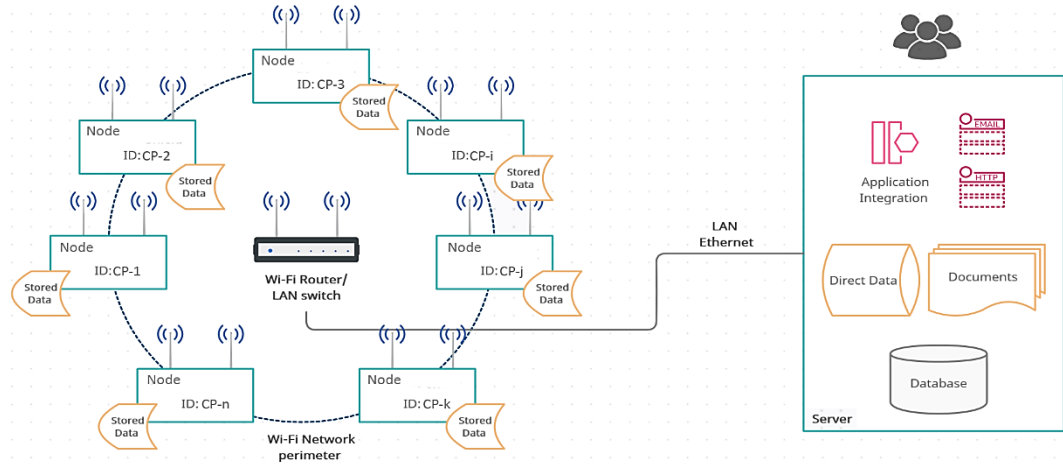 Node
ID:CP-3
Stored
Data
Node
ID:CP-2
Stored
Data
Node
ID:CP-i
Stored
Data
Node
ID:CP-1
Stored
Data
Wi-Fi Router/
LAN switch
Node
ID:CP-j
Stored
Data
Node
ID:CP-n
Stored
Data
Node
ID:CP-k
Stored
Data
Wi-Fi Network
perimeter
LAN
Ethernet
Application
Integration
EMAIL
HTTP
Direct Data
Documents
Database
Server